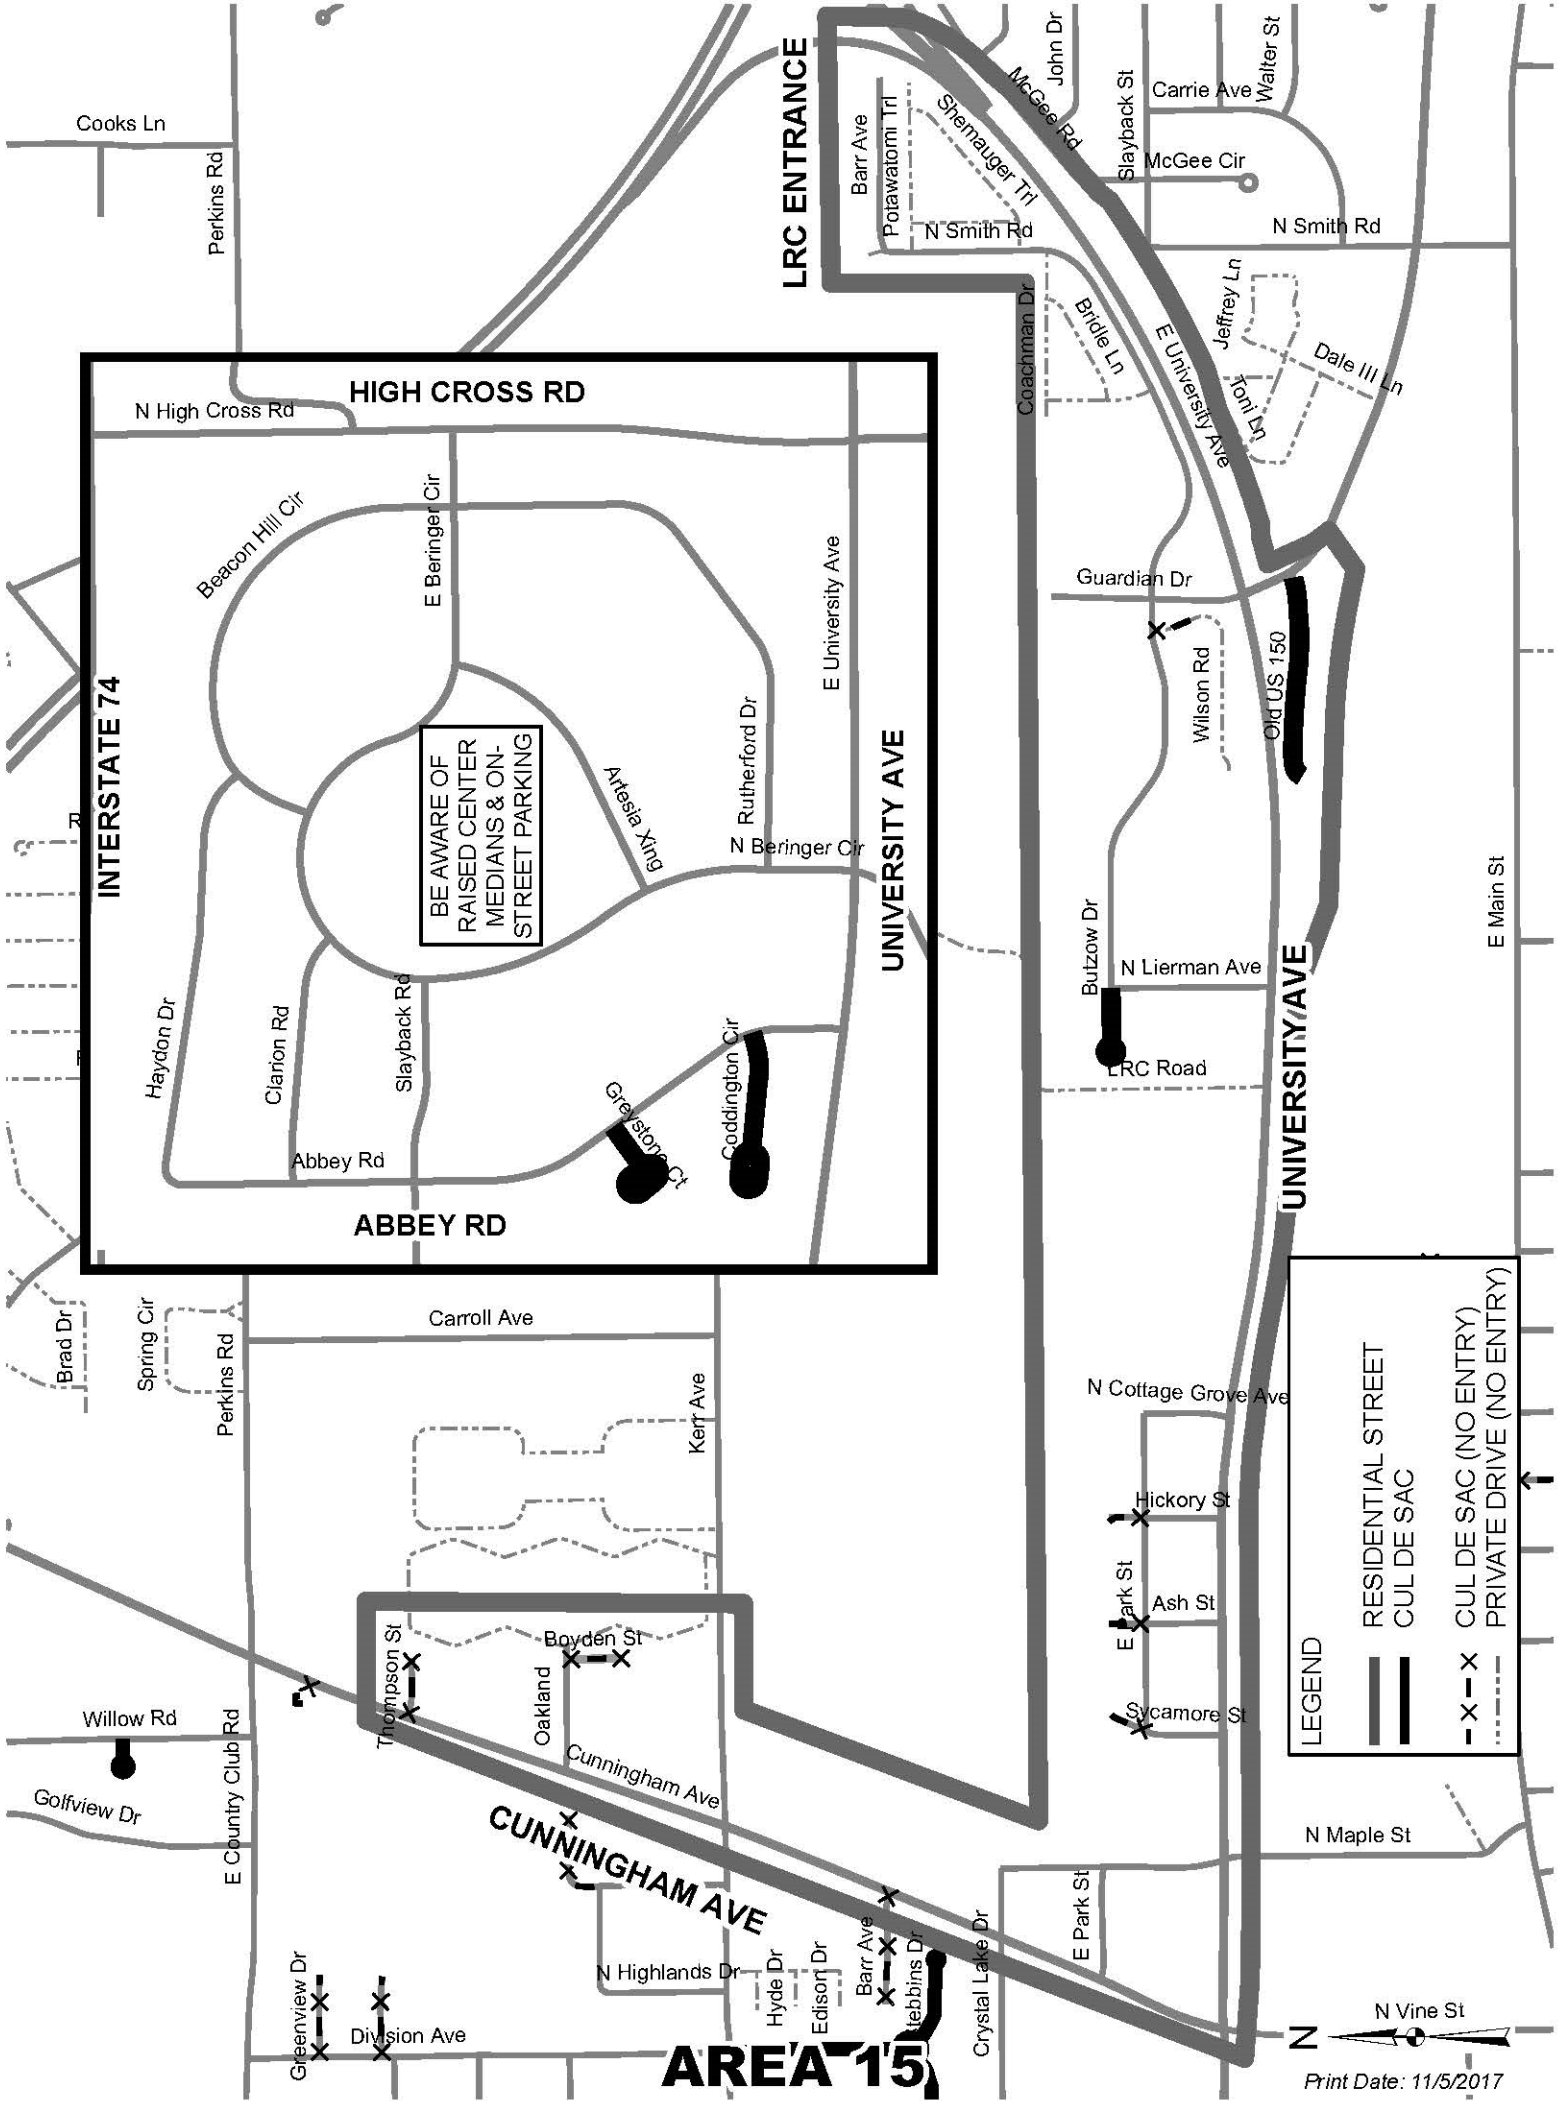 Cooks Ln
Perkins Rd
LRC ENTRANCE
Barr Ave
Potawatomi Trl
Shemauger Trl
N Smith Rd
McGee Rd
John Dr
Slayback St
Carrie Ave
Walter St
McGee Cir
N Smith Rd
Coachman Dr
Bridle Ln
E University Ave
Jeffrey Ln
Toni Ln
Dale III Ln
HIGH CROSS RD
N High Cross Rd
Beacon Hill Cir
E Beringer Cir
E University Ave
INTERSTATE 74
BE AWARE OF
RAISED CENTER
MEDIANS & ON-
STREET PARKING
Artesia Xing
Rutherford Dr
N Beringer Cir
UNIVERSITY AVE
Haydon Dr
Clarion Rd
Slayback Rd
Greystone Ct
Coddington Cir
Abbey Rd
ABBEY RD
Guardian Dr
Wilson Rd
Old US 150
E Main St
Butzow Dr
N Lierman Ave
LRC Road
UNIVERSITY AVE
Brad Dr
Spring Cir
Perkins Rd
Carroll Ave
Kerr Ave
N Cottage Grove Ave
Hickory St
E Park St
Ash St
Sycamore St
Thompson St
Boyden St
Oakland
Cunningham Ave
CUNNINGHAM AVE
Willow Rd
Golfview Dr
E Country Club Rd
N Maple St
E Park St
Greenview Dr
Division Ave
N Highlands Dr
Hyde Dr
Edison Dr
Barr Ave
Stebbins Dr
Crystal Lake Dr
AREA 15
LEGEND
RESIDENTIAL STREET
CUL DE SAC
CUL DE SAC (NO ENTRY)
PRIVATE DRIVE (NO ENTRY)
N
N Vine St
Print Date: 11/5/2017